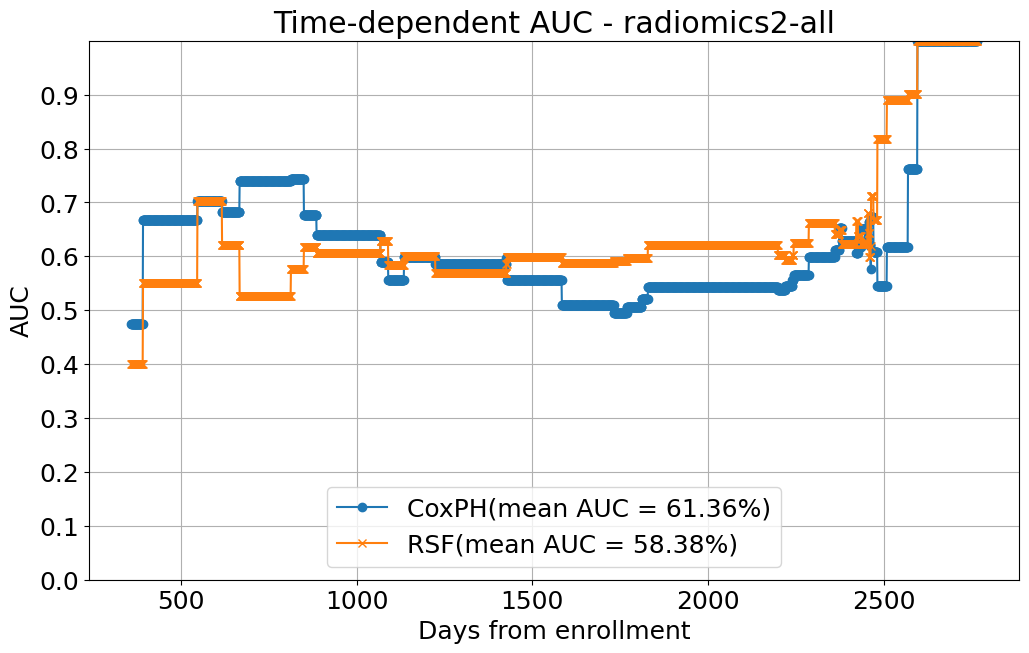 Time-dependent AUC - radiomics2-all
AUC
0.9
0.8
0.7
0.6
0.5
0.4
0.3
0.2
0.1
0.0
CoxPH(mean AUC = 61.36%)
RSF(mean AUC = 58.38%)
500 1000 1500 2000 2500
Days from enrollment